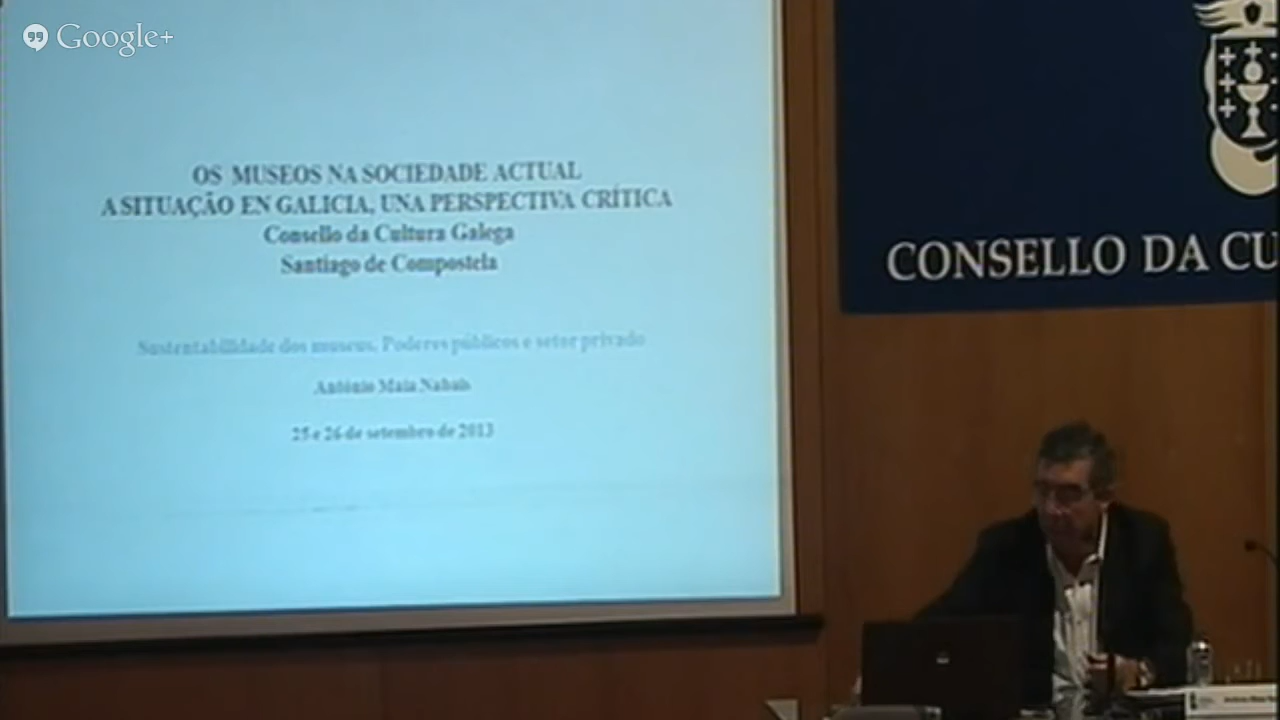 Google+
OS MUSEOS NA SOCIEDADE ACTUAL
A SITUAÇÃO EN GALICIA, UNA PERSPECTIVA CRÍTICA
Consello da Cultura Galega
Santiago de Compostela
Sustentabilidade dos museus. Poderes públicos e setor privado
António Maia Nabais
25 e 26 de setembro de 2013
CONSELLO DA CU